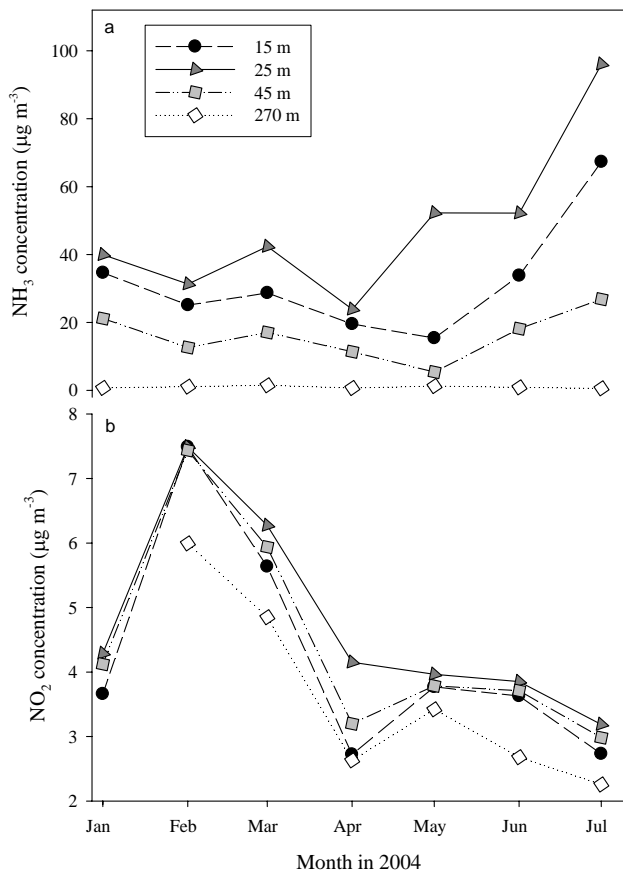 a
15 m
25 m
45 m
270 m
100
80
60
40
20
0
NH₃ concentration (µg m⁻³)
b
8
7
6
5
4
3
2
NO₂ concentration (µg m⁻³)
Jan Feb Mar Apr May Jun Jul
Month in 2004